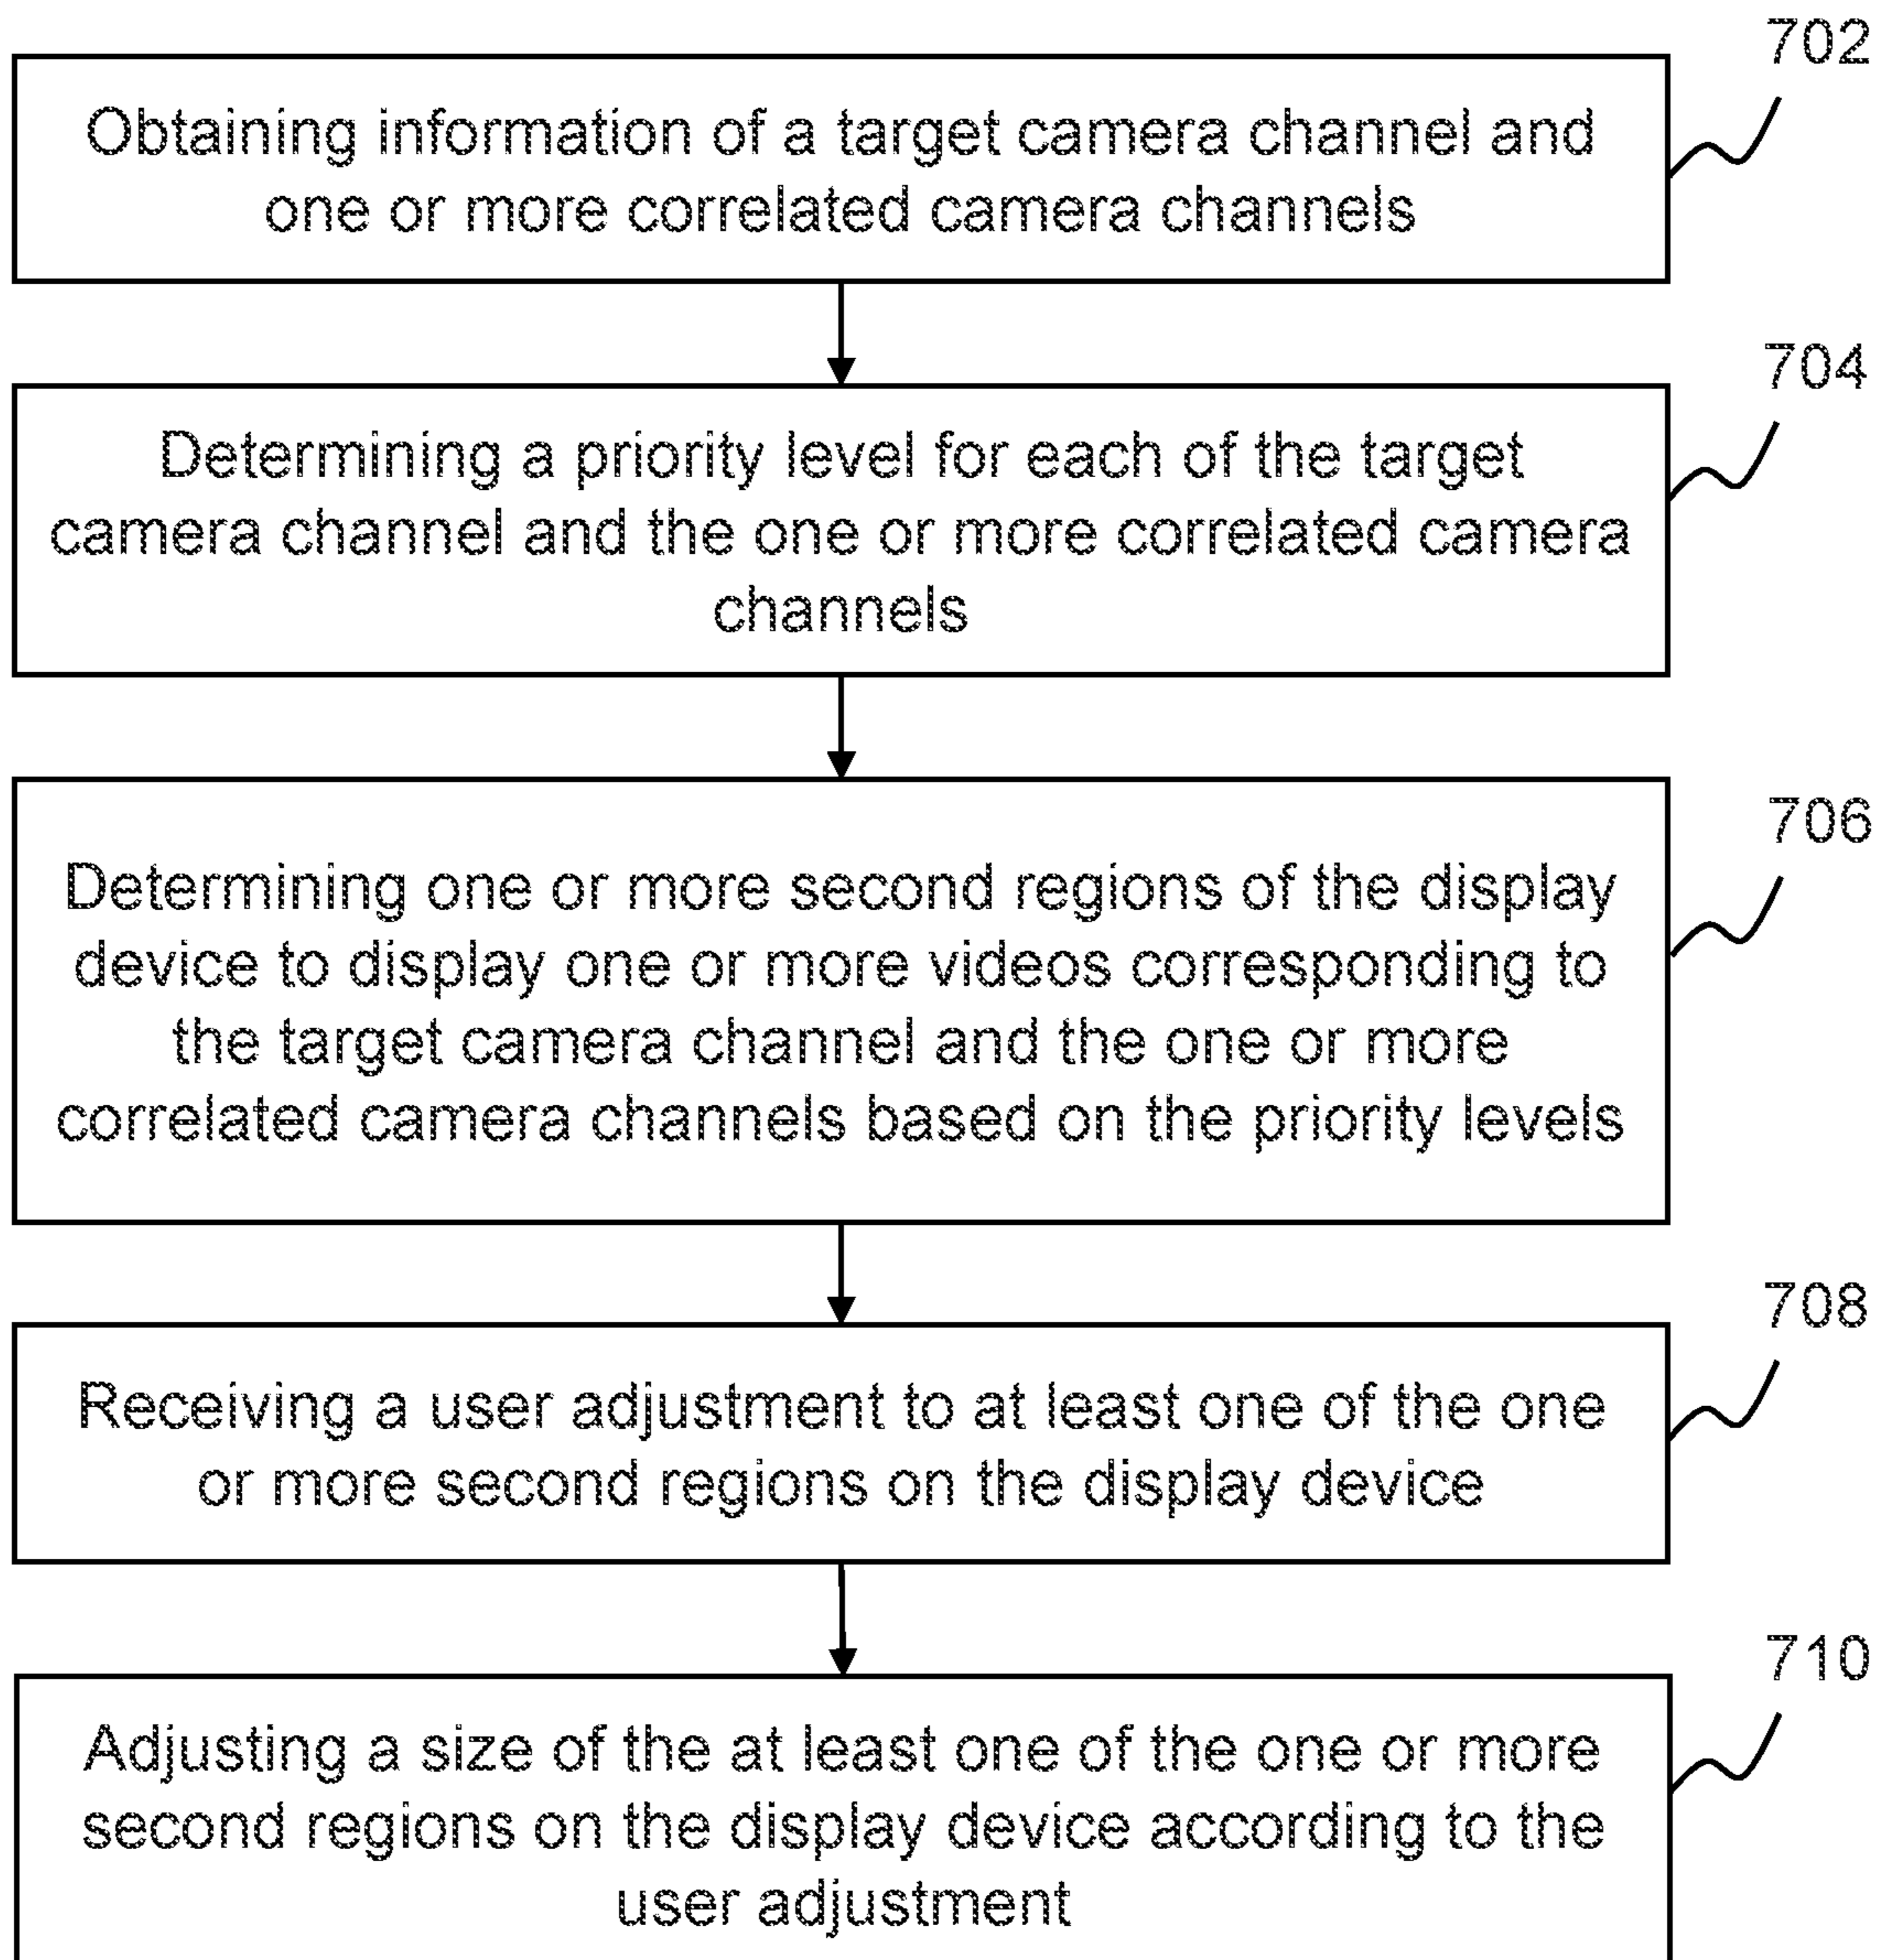 702
Obtaining information of a target camera channel and
one or more correlated camera channels
704
Determining a priority level for each of the target
camera channel and the one or more correlated camera
channels
706
Determining one or more second regions of the display
device to display one or more videos corresponding to
the target camera channel and the one or more
correlated camera channels based on the priority levels
708
Receiving a user adjustment to at least one of the one
or more second regions on the display device
710
Adjusting a size of the at least one of the one or more
second regions on the display device according to the
user adjustment